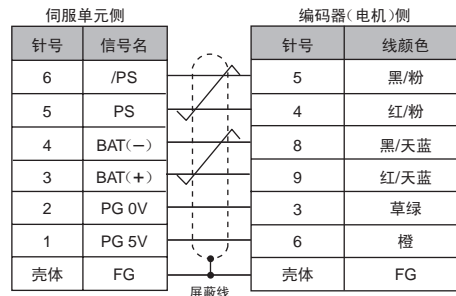 伺服单元侧 编码器(电机)侧
针号 信号名 针号 线颜色
6 /PS 5 黑/粉
5 PS 4 红/粉
4 BAT(−) 8 黑/天蓝
3 BAT(+) 9 红/天蓝
2 PG 0V 3 草绿
1 PG 5V 6 橙
壳体 FG 壳体 FG
屏蔽线